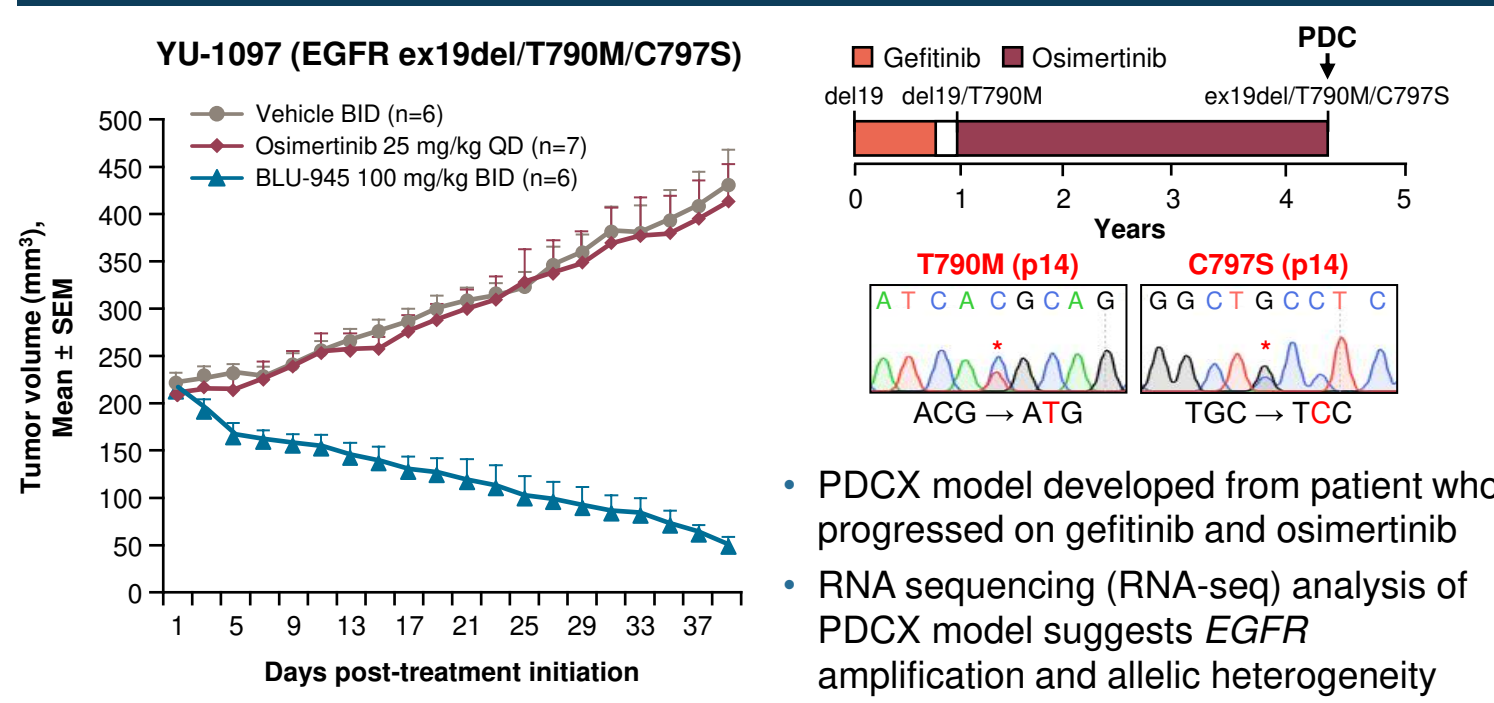 YU-1097 (EGFR ex19del/T790M/C797S)
Vehicle BID (n=6)
Osimertinib 25 mg/kg QD (n=7)
BLU-945 100 mg/kg BID (n=6)
Tumor volume (mm³),
Mean ± SEM
500
450
400
350
300
250
200
150
100
50
0
1 5 9 13 17 21 25 29 33 37
Days post-treatment initiation
PDC
Gefitinib Osimertinib
del19 del19/T790M ex19del/T790M/C797S
0 1 2 3 4 5
Years
T790M (p14) C797S (p14)
A T C A C G C A G G G C T G C C T C
* *
ACG → ATG TGC → TCC
• PDCX model developed from patient who
progressed on gefitinib and osimertinib
• RNA sequencing (RNA-seq) analysis of
PDCX model suggests EGFR
amplification and allelic heterogeneity